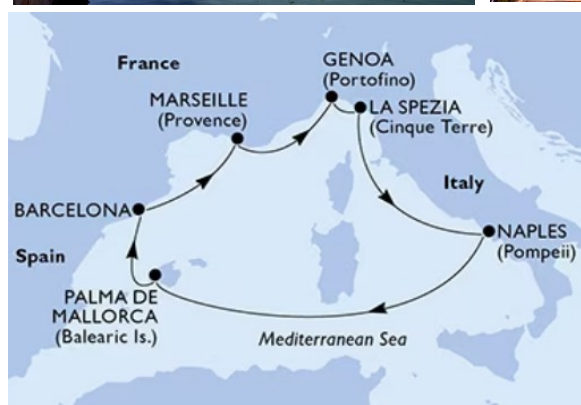 France
GENOA
(Portofino)
MARSEILLE
(Provence)
LA SPEZIA
(Cinque Terre)
Italy
BARCELONA
NAPLES
(Pompeii)
Spain
PALMA DE
MALLORCA
(Balearic Is.)
Mediterranean Sea